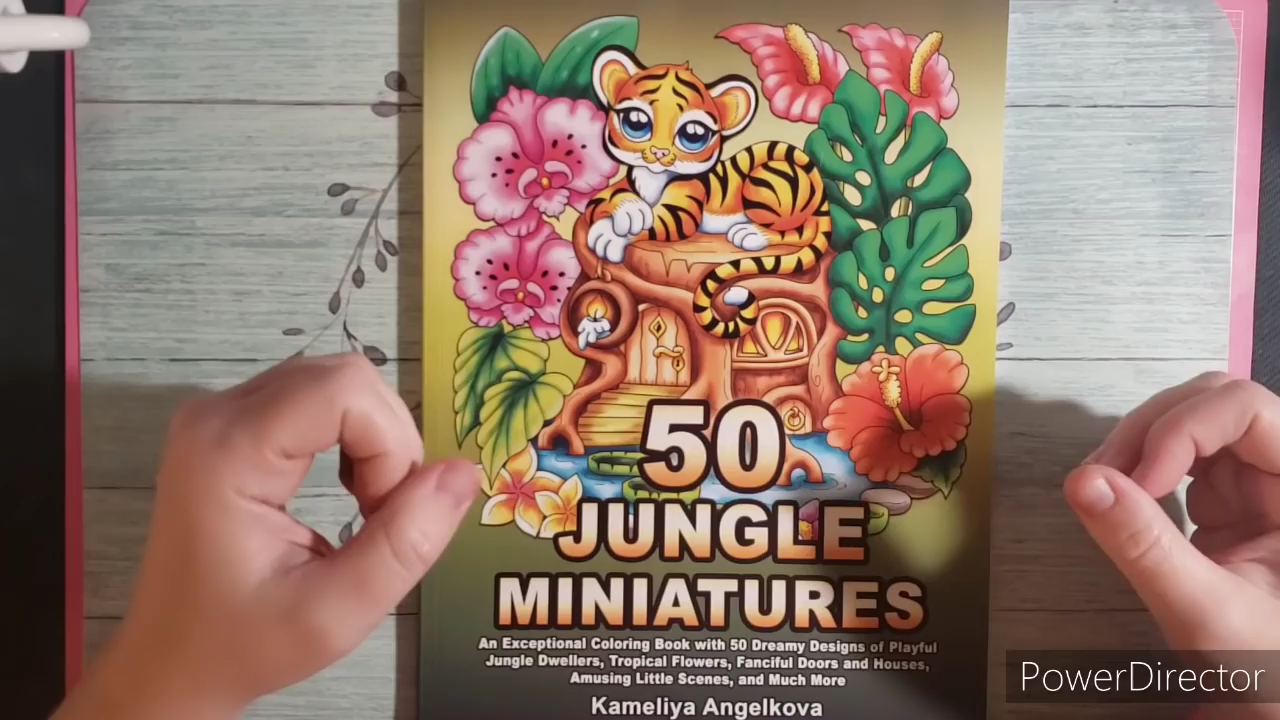 50
JUNGLE
MINIATURES
An Exceptional Coloring Book with 50 Dreamy Designs of Playful
Jungle Dwellers, Tropical Flowers, Fanciful Doors and Houses,
Amusing Little Scenes, and Much More
Kameliya Angelkova
PowerDirector